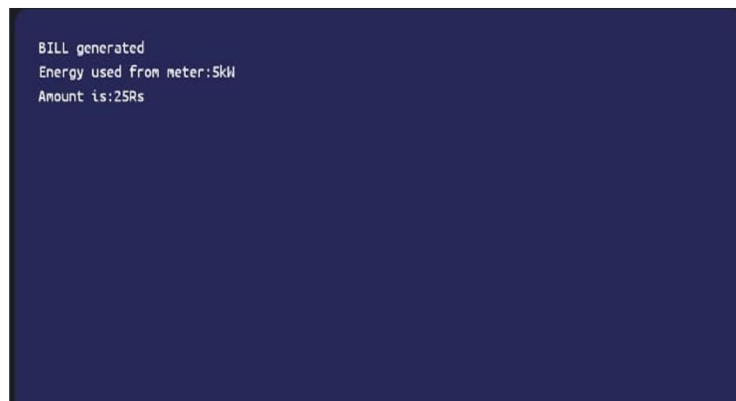 BILL generated
Energy used from meter:5kW
Amount is:25Rs